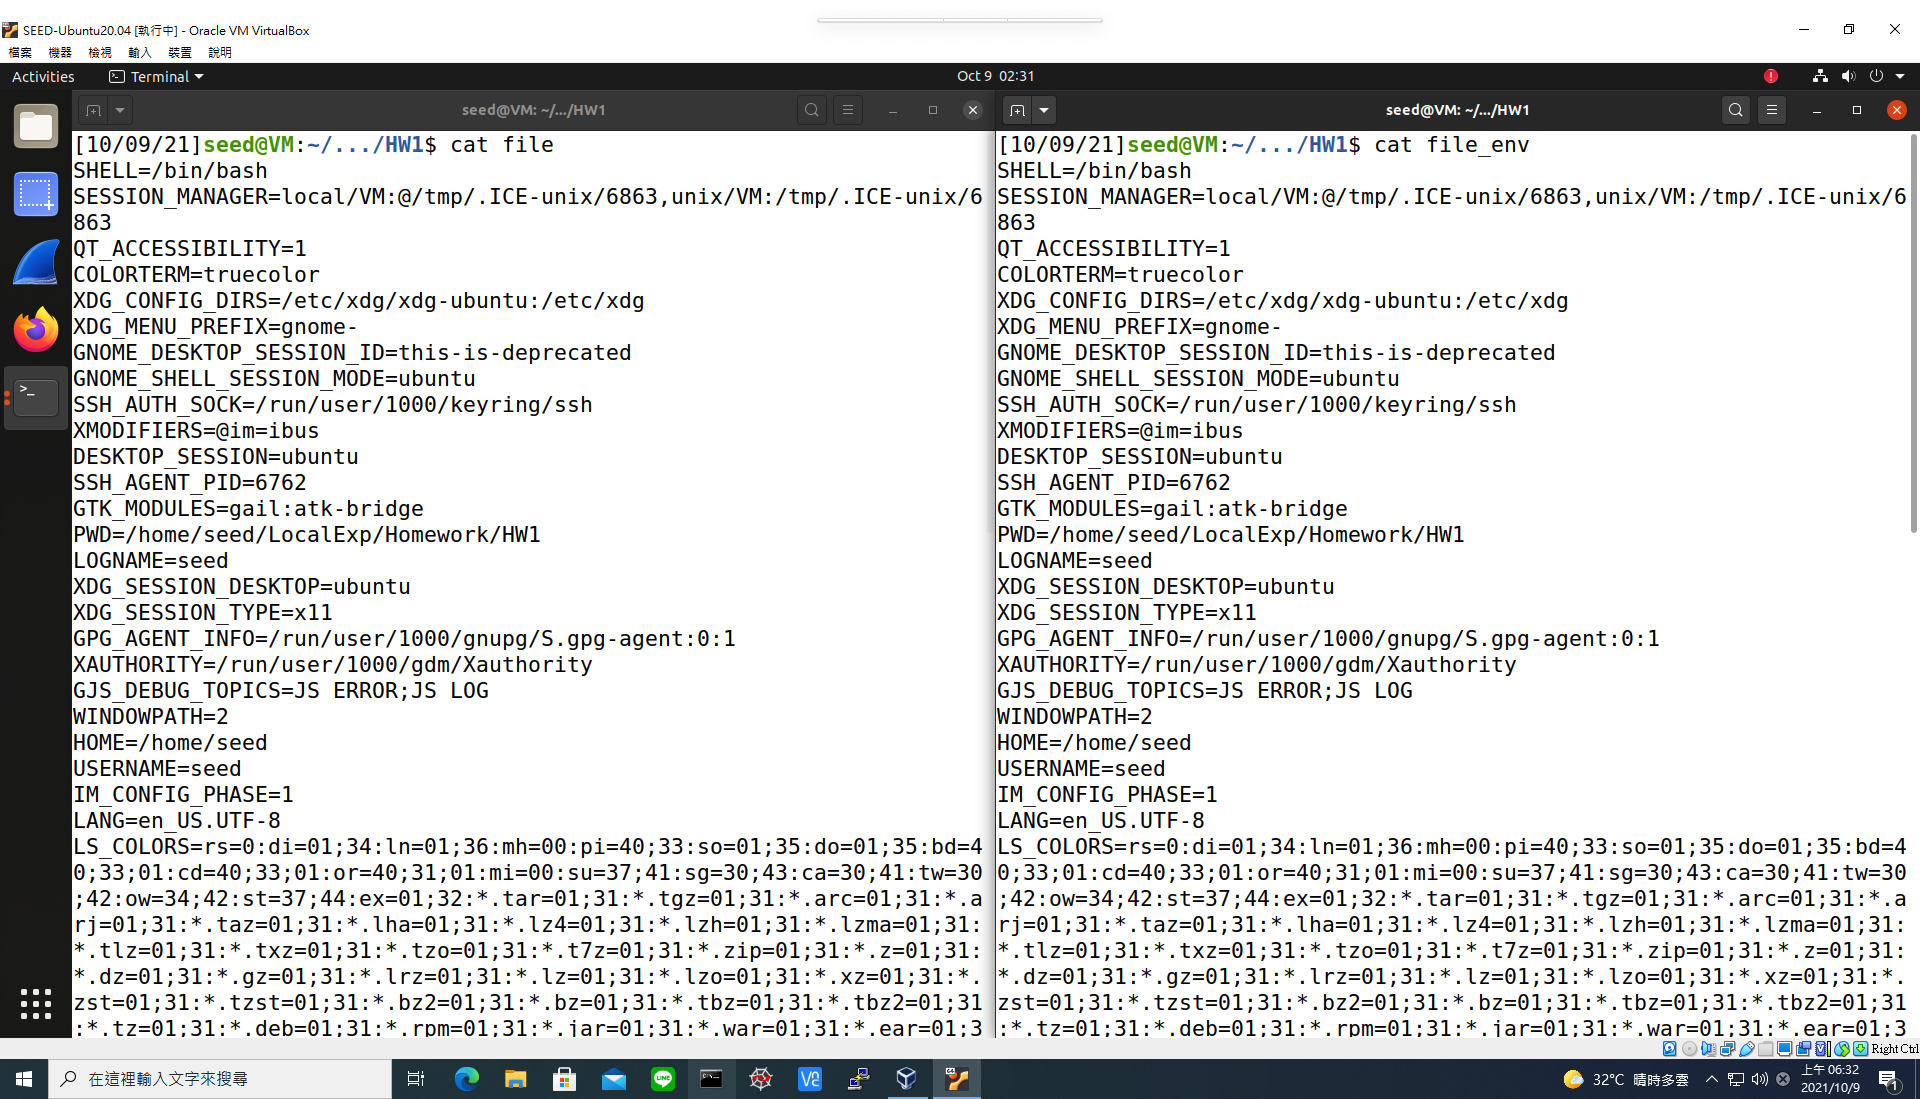 SEED-Ubuntu20.04 [執行中] - Oracle VM VirtualBox
檔案 機器 檢視 輸入 裝置 說明
Activities Terminal Oct 9 02:31
seed@VM: ~/.../HW1
[10/09/21]seed@VM:~/.../HW1$ cat file
SHELL=/bin/bash
SESSION_MANAGER=local/VM:@/tmp/.ICE-unix/6863,unix/VM:/tmp/.ICE-unix/6
863
QT_ACCESSIBILITY=1
COLORTERM=truecolor
XDG_CONFIG_DIRS=/etc/xdg/xdg-ubuntu:/etc/xdg
XDG_MENU_PREFIX=gnome-
GNOME_DESKTOP_SESSION_ID=this-is-deprecated
GNOME_SHELL_SESSION_MODE=ubuntu
SSH_AUTH_SOCK=/run/user/1000/keyring/ssh
XMODIFIERS=@im=ibus
DESKTOP_SESSION=ubuntu
SSH_AGENT_PID=6762
GTK_MODULES=gail:atk-bridge
PWD=/home/seed/LocalExp/Homework/HW1
LOGNAME=seed
XDG_SESSION_DESKTOP=ubuntu
XDG_SESSION_TYPE=x11
GPG_AGENT_INFO=/run/user/1000/gnupg/S.gpg-agent:0:1
XAUTHORITY=/run/user/1000/gdm/Xauthority
GJS_DEBUG_TOPICS=JS ERROR;JS LOG
WINDOWPATH=2
HOME=/home/seed
USERNAME=seed
IM_CONFIG_PHASE=1
LANG=en_US.UTF-8
LS_COLORS=rs=0:di=01;34:ln=01;36:mh=00:pi=40;33:so=01;35:do=01;35:bd=4
0;33;01:cd=40;33;01:or=40;31;01:mi=00:su=37;41:sg=30;43:ca=30;41:tw=30
;42:ow=34;42:st=37;44:ex=01;32:*.tar=01;31:*.tgz=01;31:*.arc=01;31:*.a
rj=01;31:*.taz=01;31:*.lha=01;31:*.lz4=01;31:*.lzh=01;31:*.lzma=01;31:
*.tlz=01;31:*.txz=01;31:*.tzo=01;31:*.t7z=01;31:*.zip=01;31:*.z=01;31:
*.dz=01;31:*.gz=01;31:*.lrz=01;31:*.lz=01;31:*.lzo=01;31:*.xz=01;31:*.
zst=01;31:*.tzst=01;31:*.bz2=01;31:*.bz=01;31:*.tbz=01;31:*.tbz2=01;31
:*.tz=01;31:*.deb=01;31:*.rpm=01;31:*.jar=01;31:*.war=01;31:*.ear=01;3
seed@VM: ~/.../HW1
[10/09/21]seed@VM:~/.../HW1$ cat file_env
SHELL=/bin/bash
SESSION_MANAGER=local/VM:@/tmp/.ICE-unix/6863,unix/VM:/tmp/.ICE-unix/6
863
QT_ACCESSIBILITY=1
COLORTERM=truecolor
XDG_CONFIG_DIRS=/etc/xdg/xdg-ubuntu:/etc/xdg
XDG_MENU_PREFIX=gnome-
GNOME_DESKTOP_SESSION_ID=this-is-deprecated
GNOME_SHELL_SESSION_MODE=ubuntu
SSH_AUTH_SOCK=/run/user/1000/keyring/ssh
XMODIFIERS=@im=ibus
DESKTOP_SESSION=ubuntu
SSH_AGENT_PID=6762
GTK_MODULES=gail:atk-bridge
PWD=/home/seed/LocalExp/Homework/HW1
LOGNAME=seed
XDG_SESSION_DESKTOP=ubuntu
XDG_SESSION_TYPE=x11
GPG_AGENT_INFO=/run/user/1000/gnupg/S.gpg-agent:0:1
XAUTHORITY=/run/user/1000/gdm/Xauthority
GJS_DEBUG_TOPICS=JS ERROR;JS LOG
WINDOWPATH=2
HOME=/home/seed
USERNAME=seed
IM_CONFIG_PHASE=1
LANG=en_US.UTF-8
LS_COLORS=rs=0:di=01;34:ln=01;36:mh=00:pi=40;33:so=01;35:do=01;35:bd=4
0;33;01:cd=40;33;01:or=40;31;01:mi=00:su=37;41:sg=30;43:ca=30;41:tw=30
;42:ow=34;42:st=37;44:ex=01;32:*.tar=01;31:*.tgz=01;31:*.arc=01;31:*.a
rj=01;31:*.taz=01;31:*.lha=01;31:*.lz4=01;31:*.lzh=01;31:*.lzma=01;31:
*.tlz=01;31:*.txz=01;31:*.tzo=01;31:*.t7z=01;31:*.zip=01;31:*.z=01;31:
*.dz=01;31:*.gz=01;31:*.lrz=01;31:*.lz=01;31:*.lzo=01;31:*.xz=01;31:*.
zst=01;31:*.tzst=01;31:*.bz2=01;31:*.bz=01;31:*.tbz=01;31:*.tbz2=01;31
:*.tz=01;31:*.deb=01;31:*.rpm=01;31:*.jar=01;31:*.war=01;31:*.ear=01;3
Right Ctrl
在這裡輸入文字來搜尋
LINE
32°C 晴時多雲
上午 06:32
2021/10/9
1